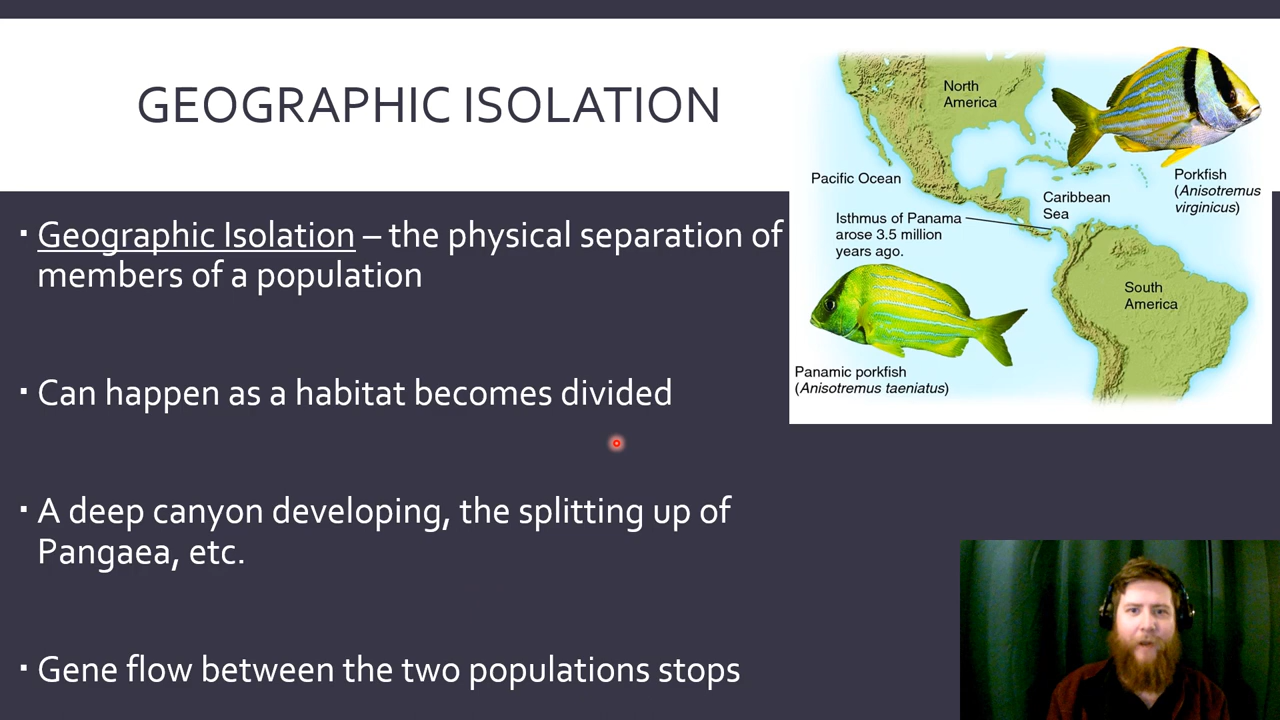 GEOGRAPHIC ISOLATION
▪ Geographic Isolation – the physical separation of
members of a population
▪ Can happen as a habitat becomes divided
▪ A deep canyon developing, the splitting up of
Pangaea, etc.
▪ Gene flow between the two populations stops
North
America
Pacific Ocean
Caribbean
Sea
Porkfish
(Anisotremus
virginicus)
Isthmus of Panama
arose 3.5 million
years ago.
South
America
Panamic porkfish
(Anisotremus taeniatus)